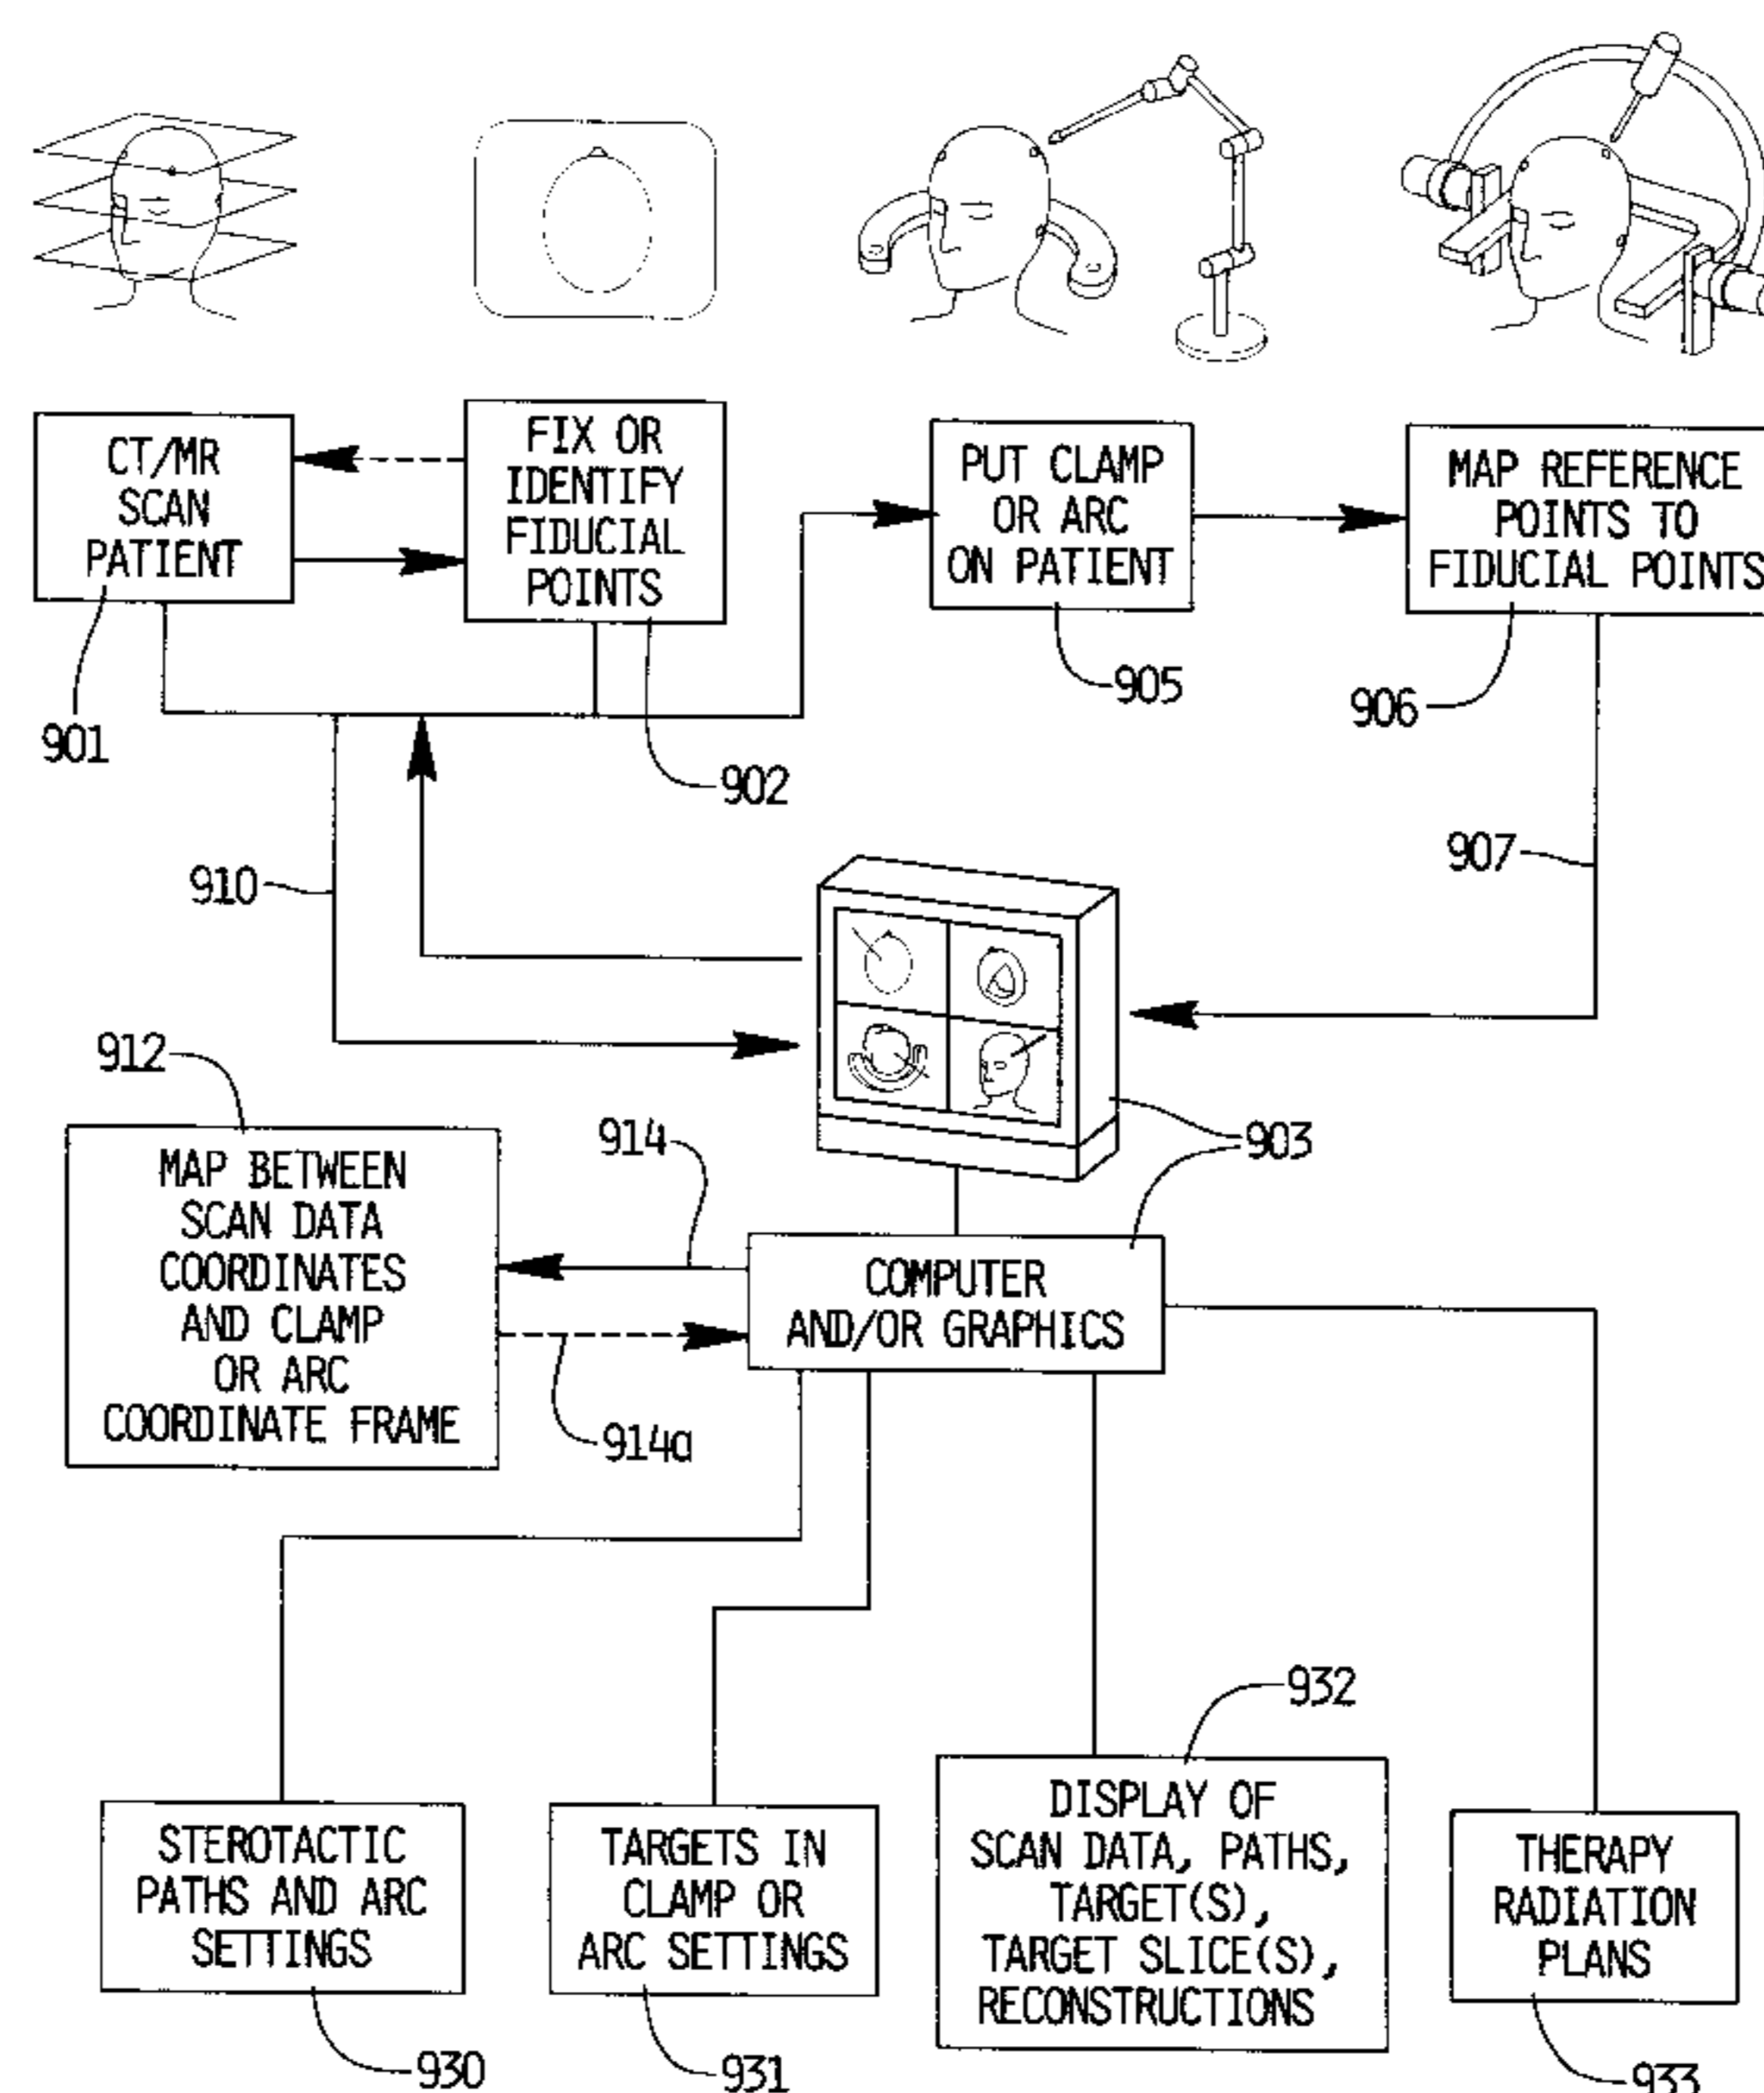 CT/MR
SCAN
PATIENT
FIX OR
IDENTIFY
FIDUCIAL
POINTS
PUT CLAMP
OR ARC
ON PATIENT
MAP REFERENCE
POINTS TO
FIDUCIAL POINTS
901
902
905
906
910
907
912
914
903
MAP BETWEEN
SCAN DATA
COORDINATES
AND CLAMP
OR ARC
COORDINATE FRAME
COMPUTER
AND/OR GRAPHICS
914a
932
STEROTACTIC
PATHS AND ARC
SETTINGS
TARGETS IN
CLAMP OR
ARC SETTINGS
DISPLAY OF
SCAN DATA, PATHS,
TARGET(S),
TARGET SLICE(S),
RECONSTRUCTIONS
THERAPY
RADIATION
PLANS
930
931
933